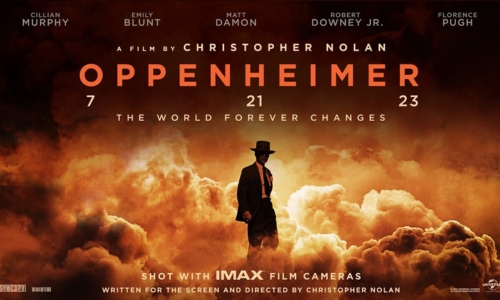 CILLIAN MURPHY
EMILY BLUNT
MATT DAMON
ROBERT DOWNEY JR.
FLORENCE PUGH
A FILM BY CHRISTOPHER NOLAN
OPPENHEIMER
7 21 23
THE WORLD FOREVER CHANGES
SHOT WITH IMAX FILM CAMERAS
WRITTEN FOR THE SCREEN AND DIRECTED BY CHRISTOPHER NOLAN
SYNCOPY